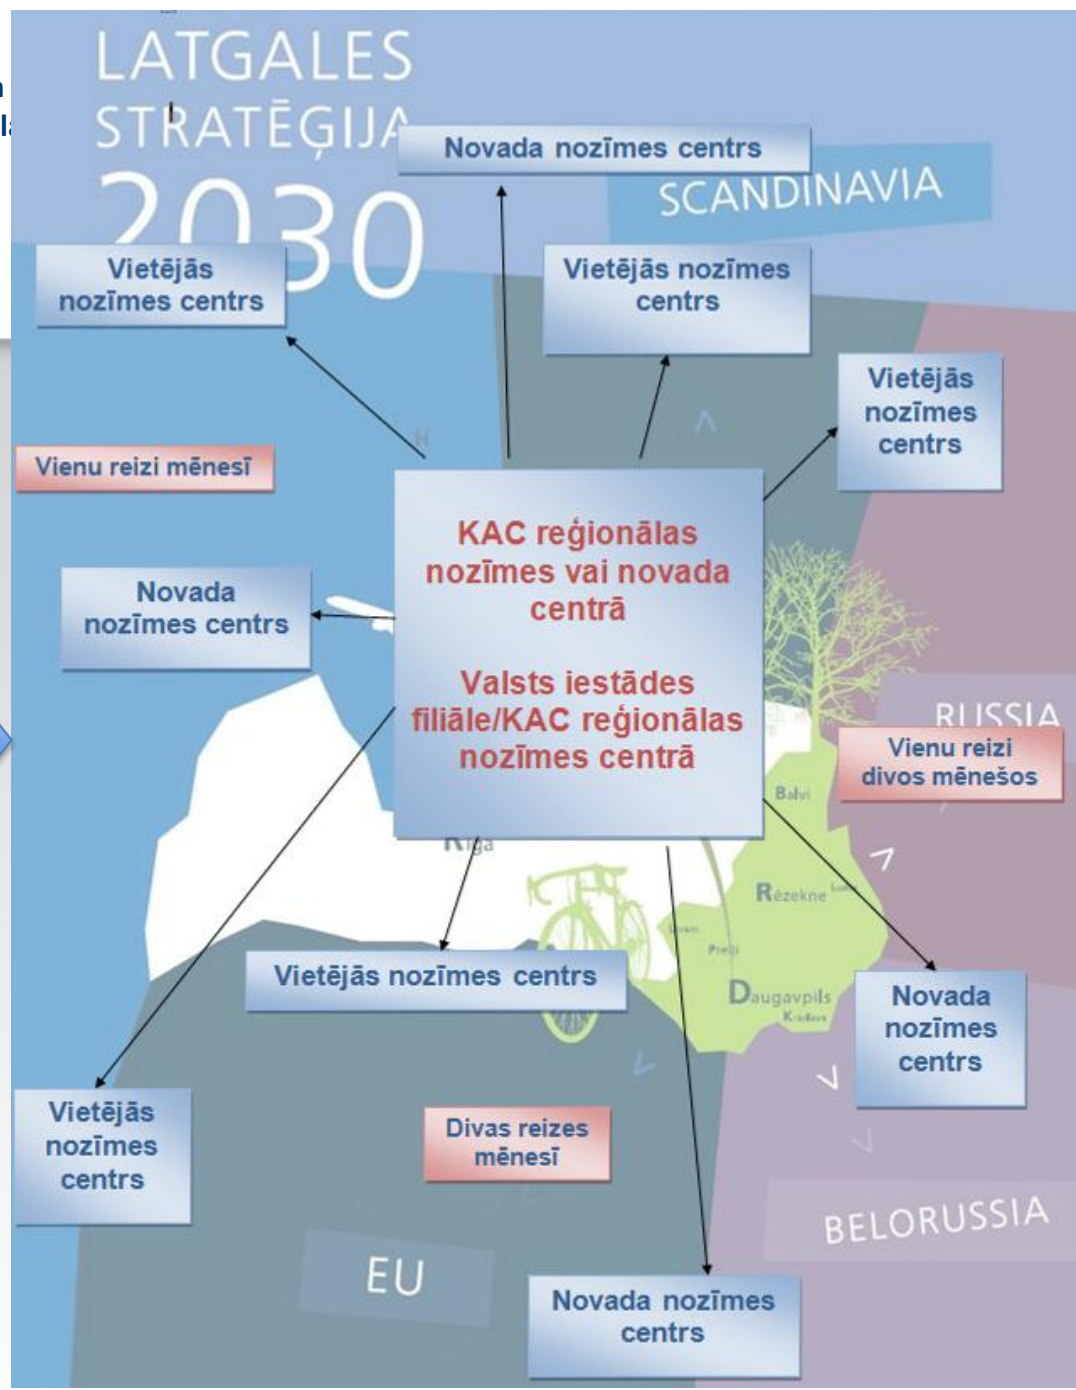 LATGALES
STRATĒĢIJA
2030
Novada nozīmes centrs
SCANDINAVIA
Vietējās
nozīmes centrs
Vietējās nozīmes
centrs
Vietējās
nozīmes
centrs
Vienu reizi mēnesī
KAC reģionālas
nozīmes vai novada
centrā
Valsts iestādes
filiāle/KAC reģionālas
nozīmes centrā
Novada
nozīmes centrs
RUSSIA
Vienu reizi
divos mēnešos
Balvi
Rīga
Rēzekne
Preiļi
Daugavpils
Vietējās nozīmes centrs
Novada
nozīmes
centrs
Vietējās
nozīmes
centrs
Divas reizes
mēnesī
BELORUSSIA
EU
Novada nozīmes
centrs